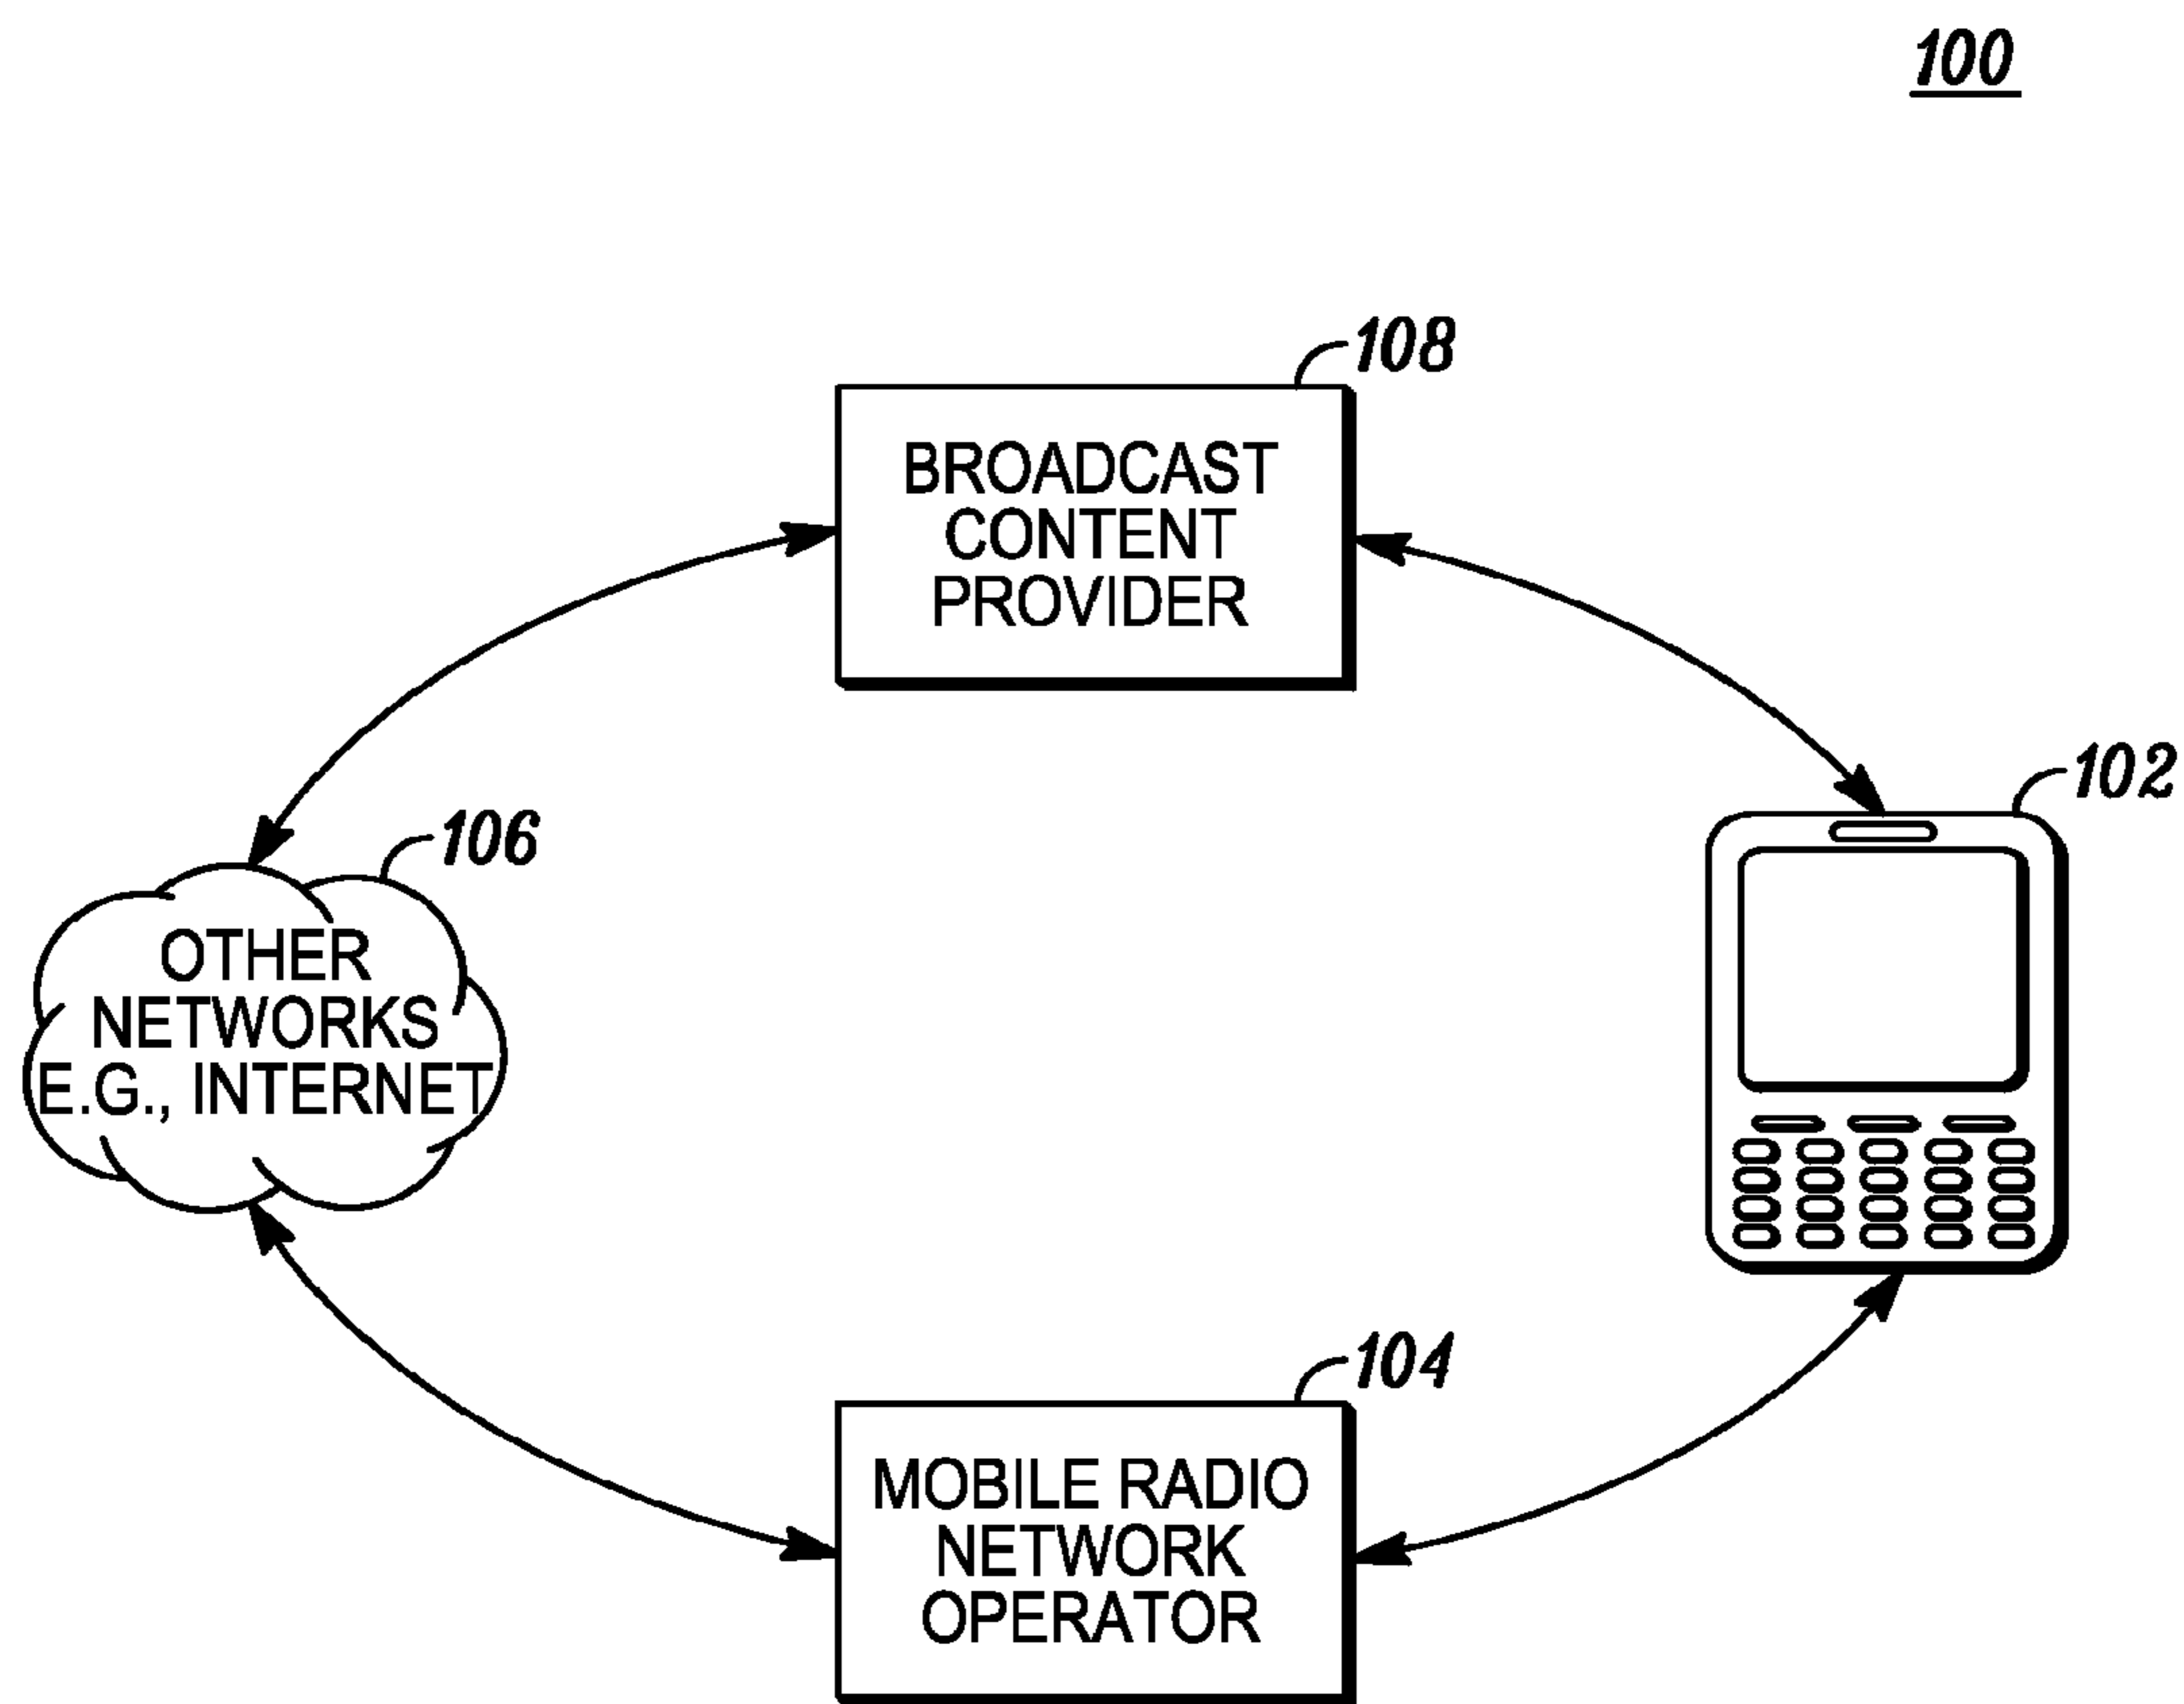 100
108
BROADCAST
CONTENT
PROVIDER
102
106
OTHER
NETWORKS
E.G., INTERNET
104
MOBILE RADIO
NETWORK
OPERATOR